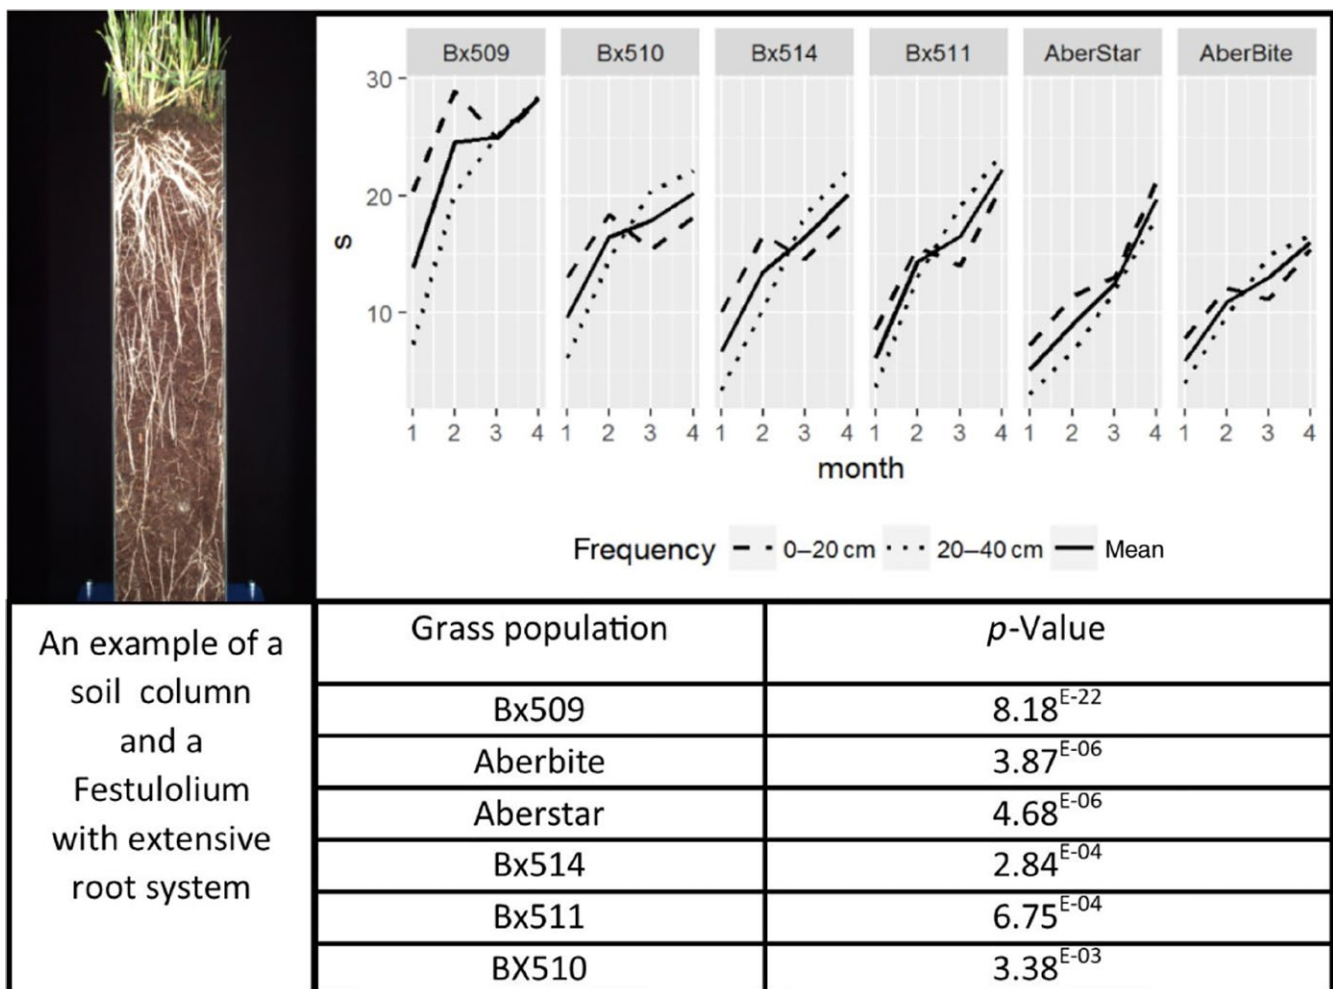 Bx509 Bx510 Bx514 Bx511 AberStar AberBite
30
20
10
s
1 2 3 4 1 2 3 4 1 2 3 4 1 2 3 4 1 2 3 4 1 2 3 4
month
Frequency 0–20 cm 20–40 cm Mean
An example of a
soil column
and a
Festulolium
with extensive
root system
Grass population p-Value
Bx509 8.18E-22
Aberbite 3.87E-06
Aberstar 4.68E-06
Bx514 2.84E-04
Bx511 6.75E-04
BX510 3.38E-03